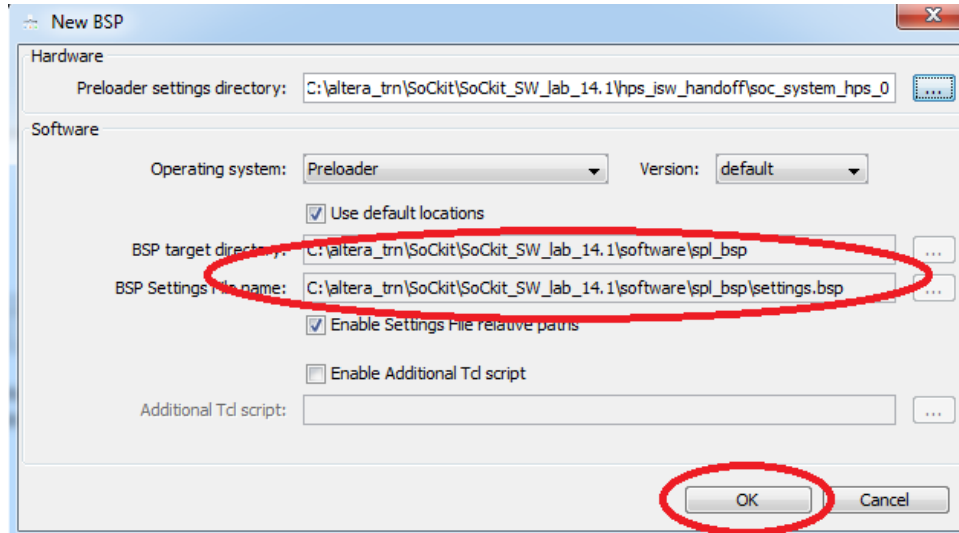 New BSP
Hardware
Preloader settings directory: C:\altera_trn\SoCkit\SoCkit_SW_lab_14.1\hps_isw_handoff\soc_system_hps_0 ...
Software
Operating system: Preloader Version: default
Use default locations
BSP target directory: C:\altera_trn\SoCkit\SoCkit_SW_lab_14.1\software\spl_bsp ...
BSP Settings File name: C:\altera_trn\SoCkit\SoCkit_SW_lab_14.1\software\spl_bsp\settings.bsp ...
Enable Settings File relative paths
Enable Additional Tcl script
Additional Tcl script: ...
OK Cancel